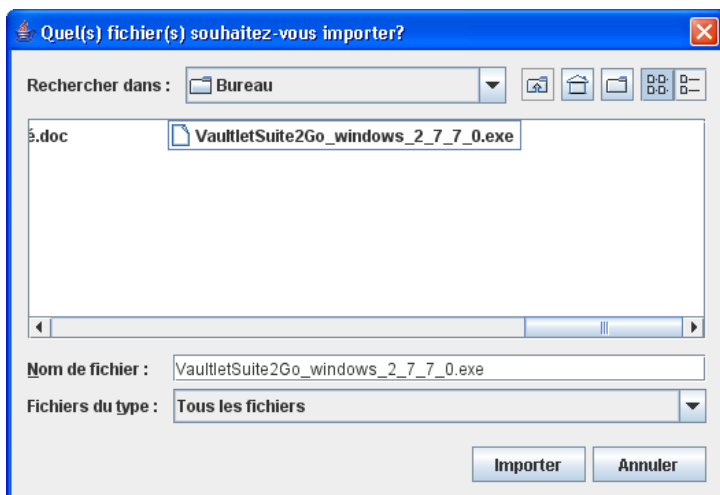 Quel(s) fichier(s) souhaitez-vous importer?
Rechercher dans :
Bureau
é.doc
VaultletSuite2Go_windows_2_7_7_0.exe
Nom de fichier :
VaultletSuite2Go_windows_2_7_7_0.exe
Fichiers du type :
Tous les fichiers
Importer
Annuler